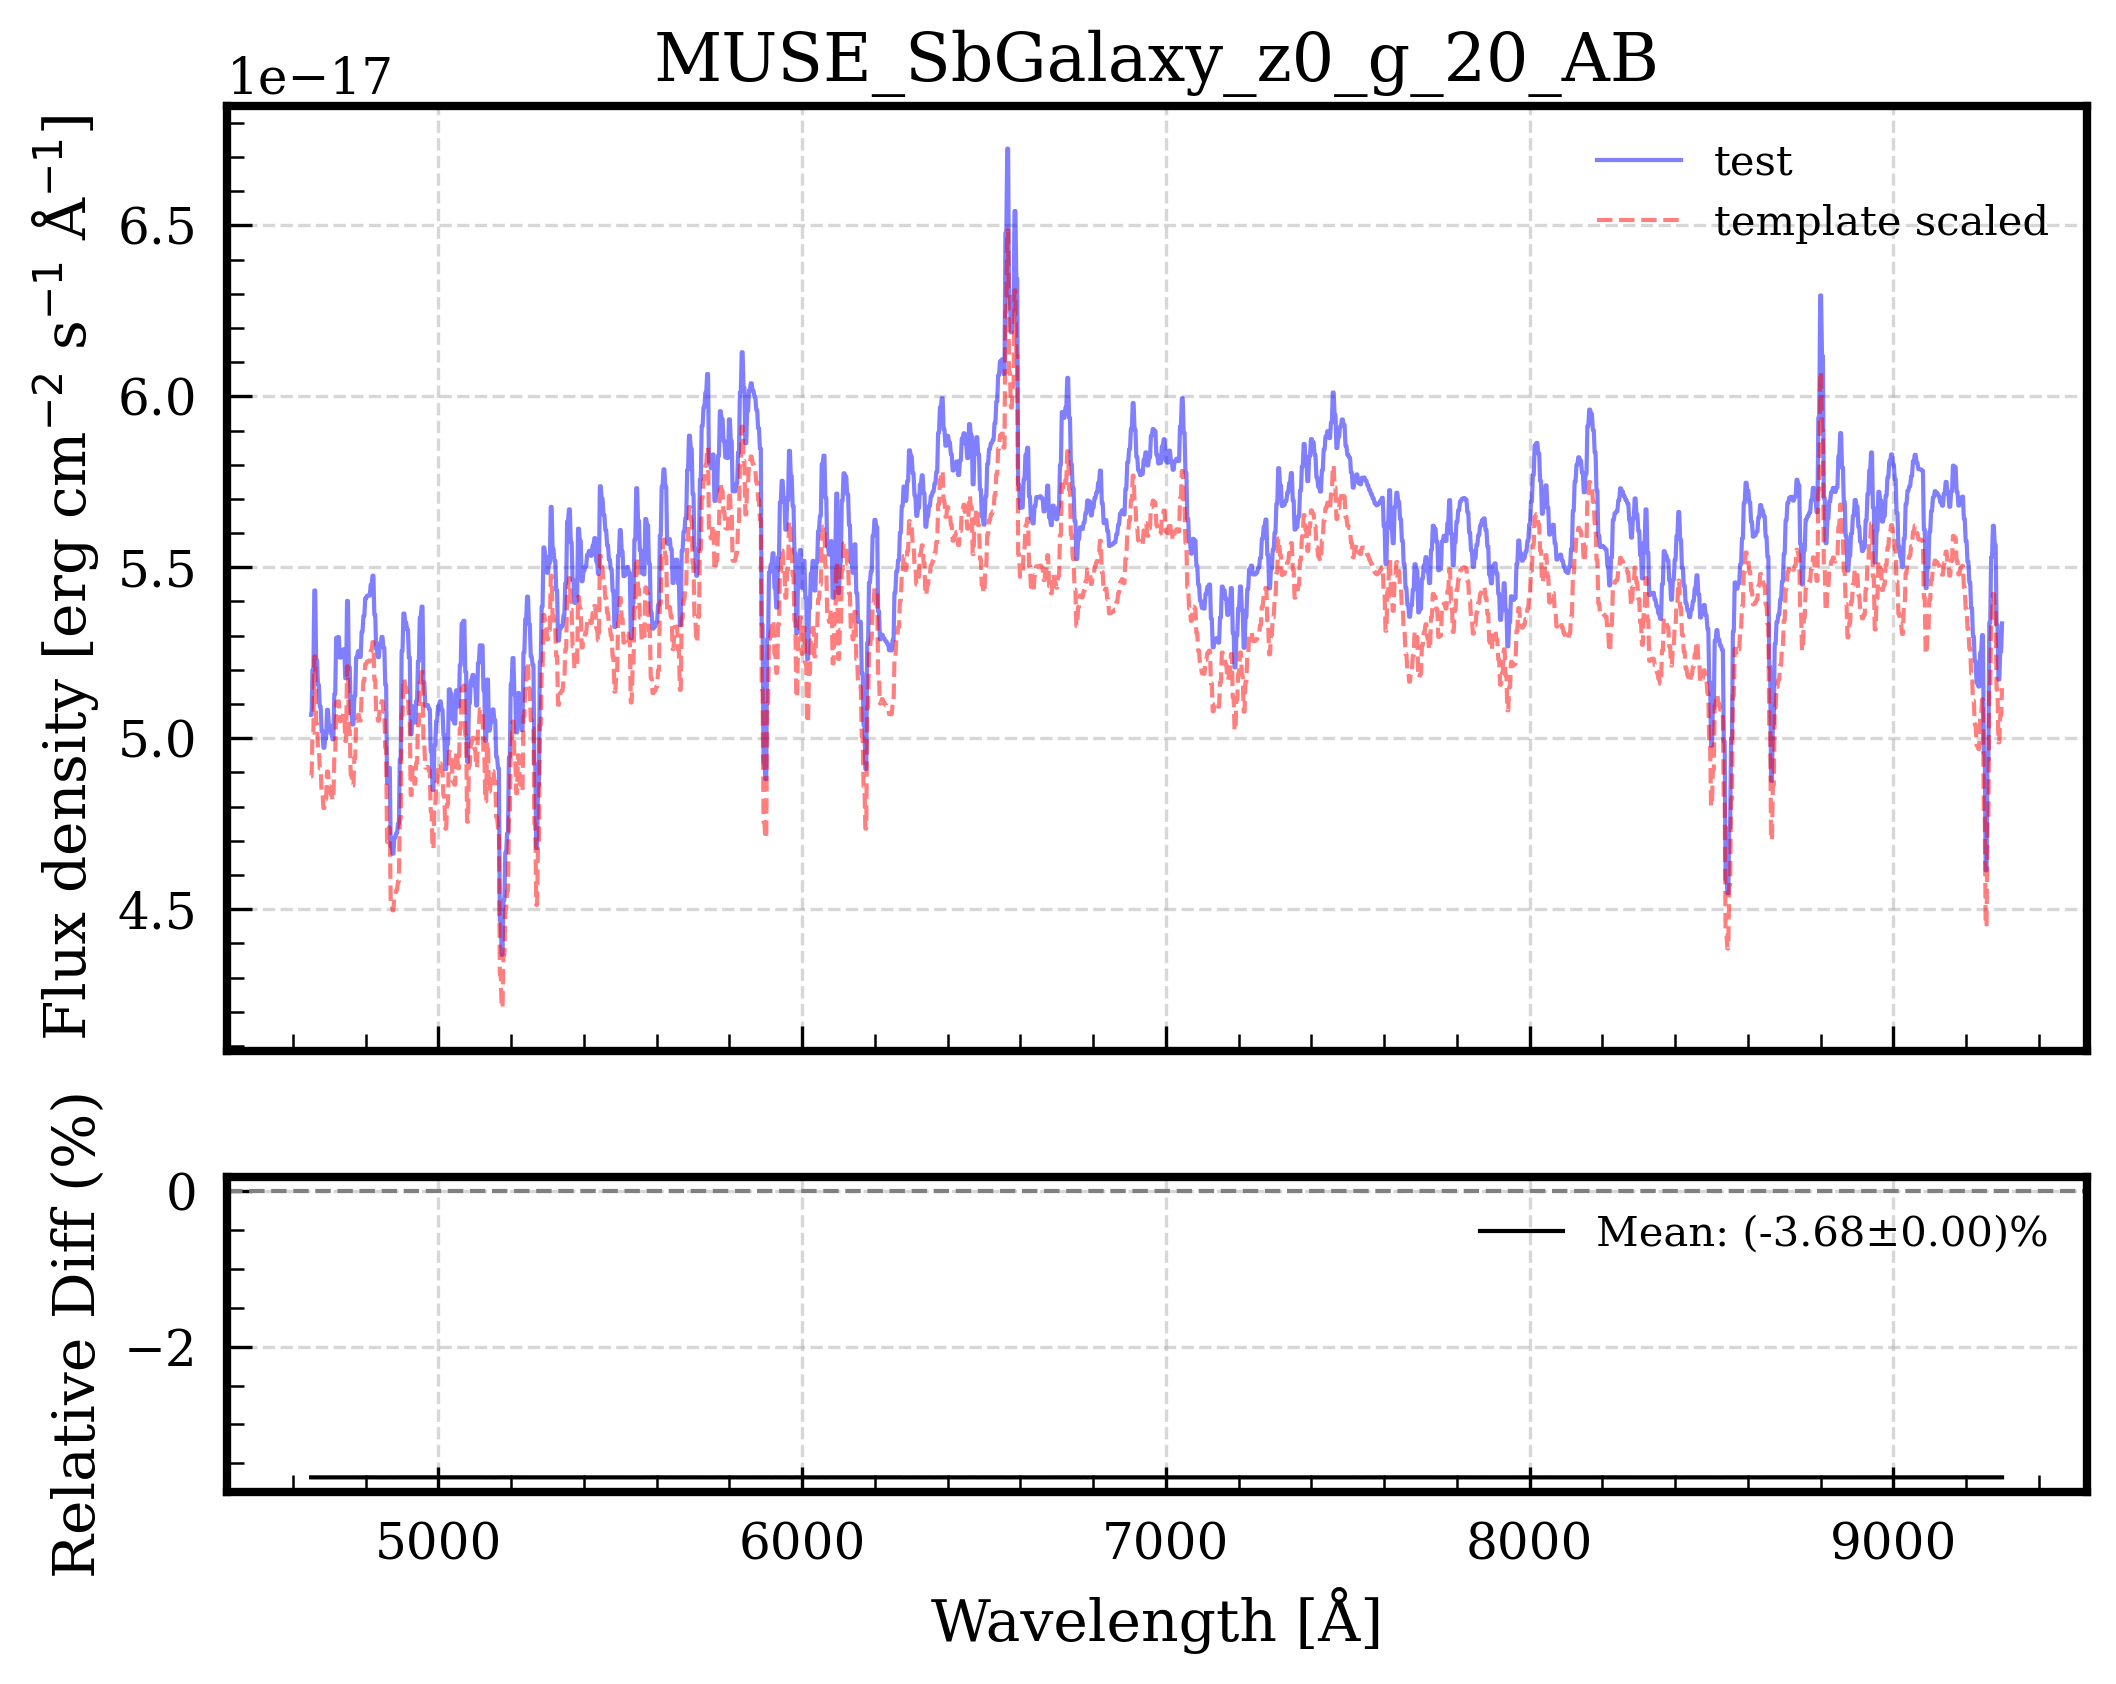 MUSE_SbGalaxy_z0_g_20_AB
1e−17
Flux density [erg cm⁻² s⁻¹ Å⁻¹]
6.5
6.0
5.5
5.0
4.5
test
template scaled
Relative Diff (%)
0
−2
Mean: (-3.68±0.00)%
5000 6000 7000 8000 9000
Wavelength [Å]